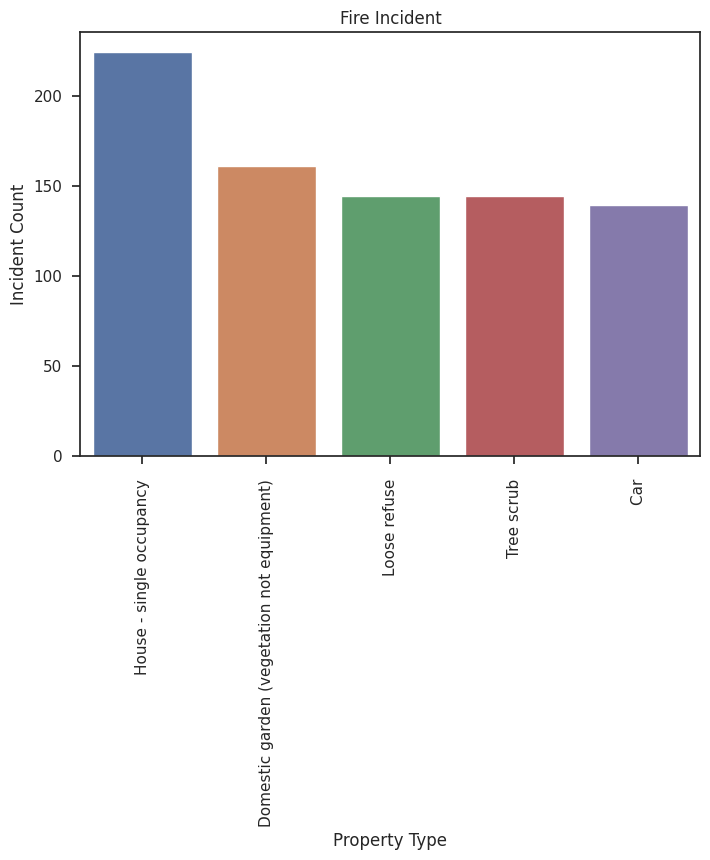 Fire Incident
Incident Count
200
150
100
50
0
House - single occupancy
Domestic garden (vegetation not equipment)
Loose refuse
Tree scrub
Car
Property Type